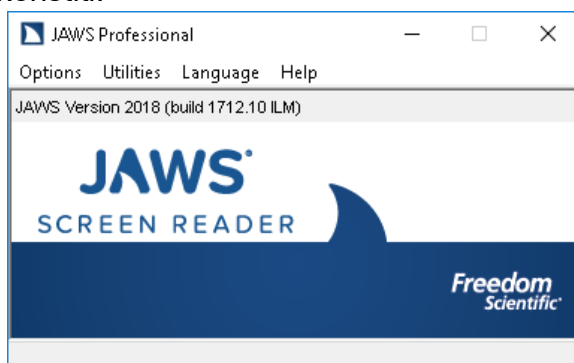 JAWS Professional
Options Utilities Language Help
JAWS Version 2018 (build 1712.10 ILM)
JAWS
SCREEN READER
Freedom
Scientific